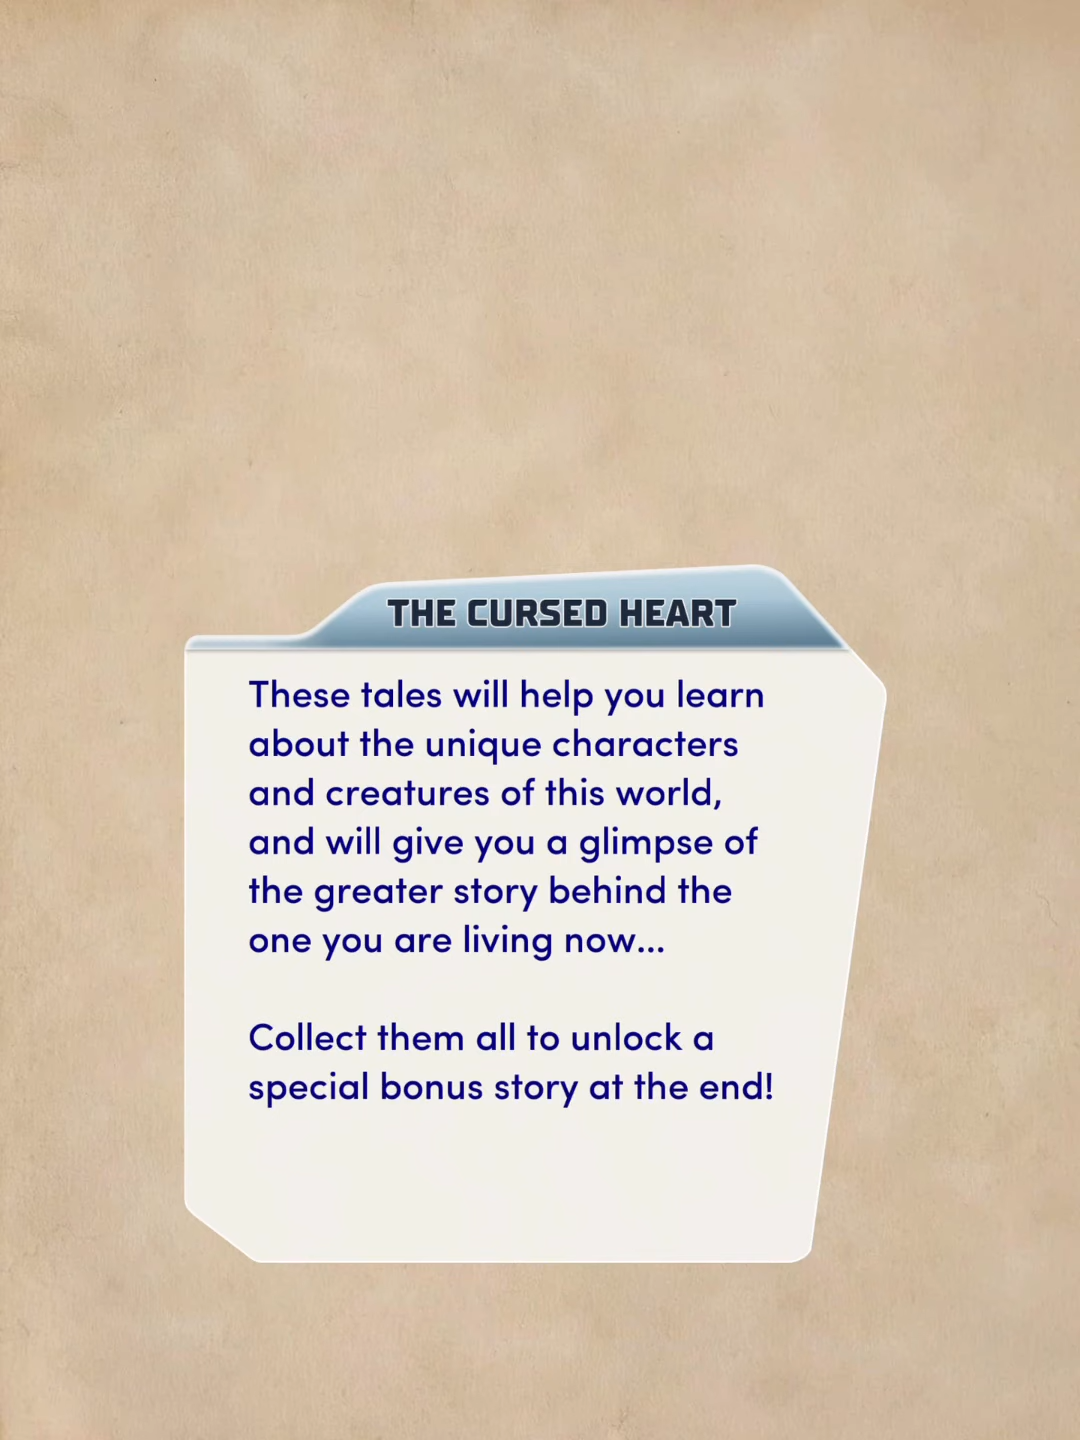 THE CURSED HEART
These tales will help you learn
about the unique characters
and creatures of this world,
and will give you a glimpse of
the greater story behind the
one you are living now...
Collect them all to unlock a
special bonus story at the end!